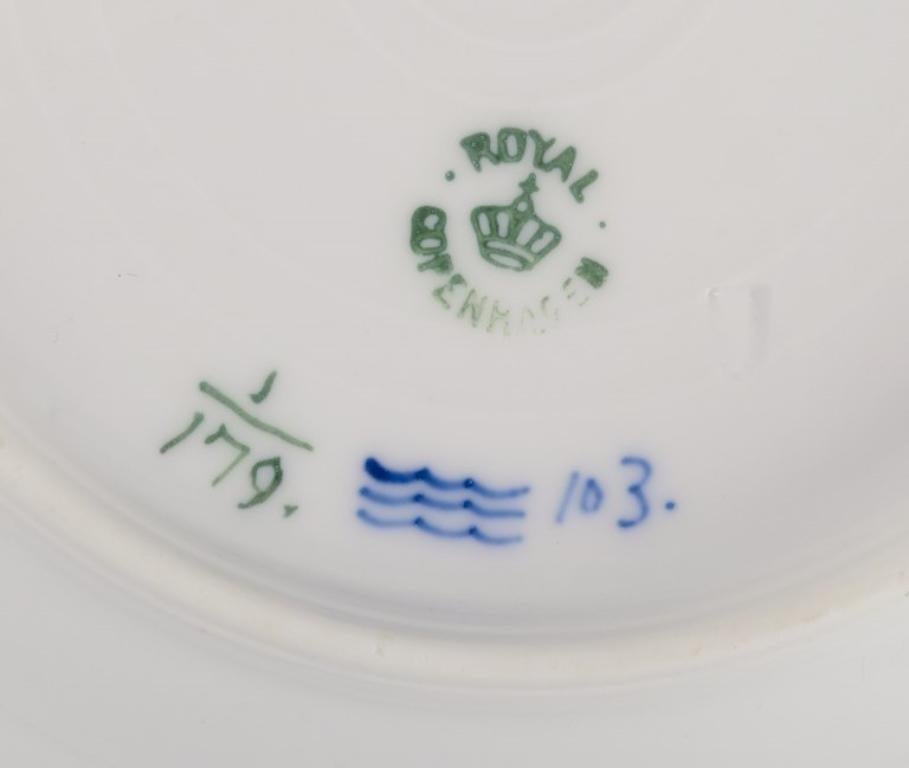 ROYAL
COPENHAGEN
1
179.
103.